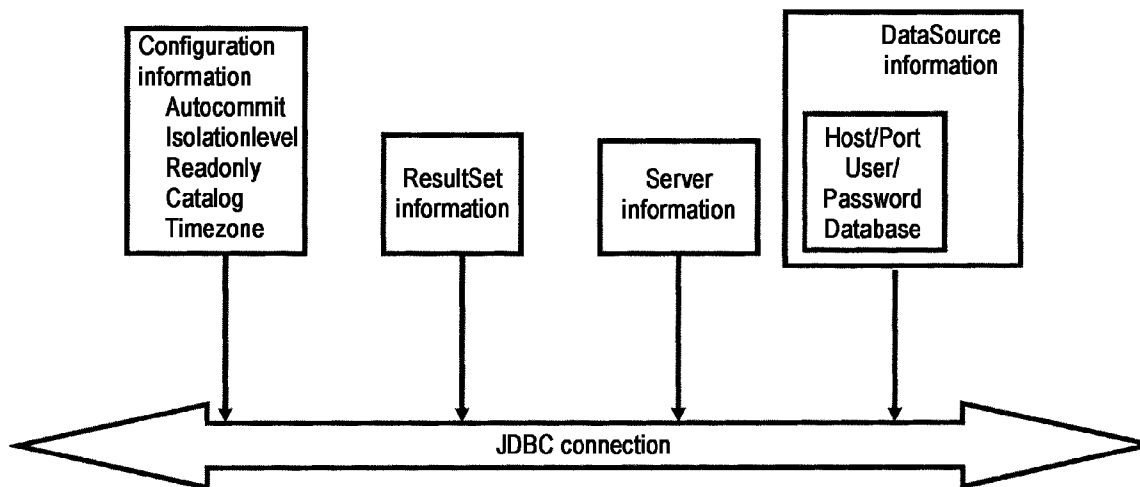 Configuration
information
Autocommit
Isolationlevel
Readonly
Catalog
Timezone
ResultSet
information
Server
information
DataSource
information
Host/Port
User/
Password
Database
JDBC connection